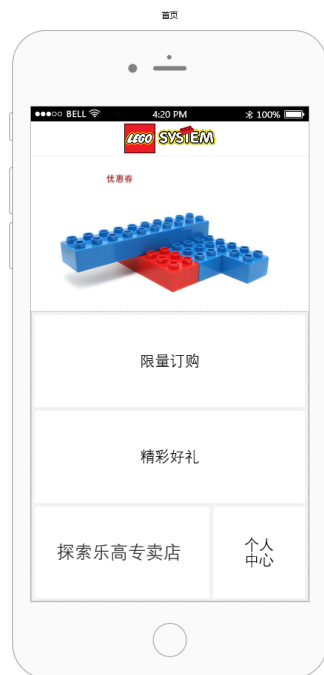 首页
BELL 4:20 PM 100%
LEGO SYSTEM
优惠券
限量订购
精彩好礼
探索乐高专卖店
个人
中心